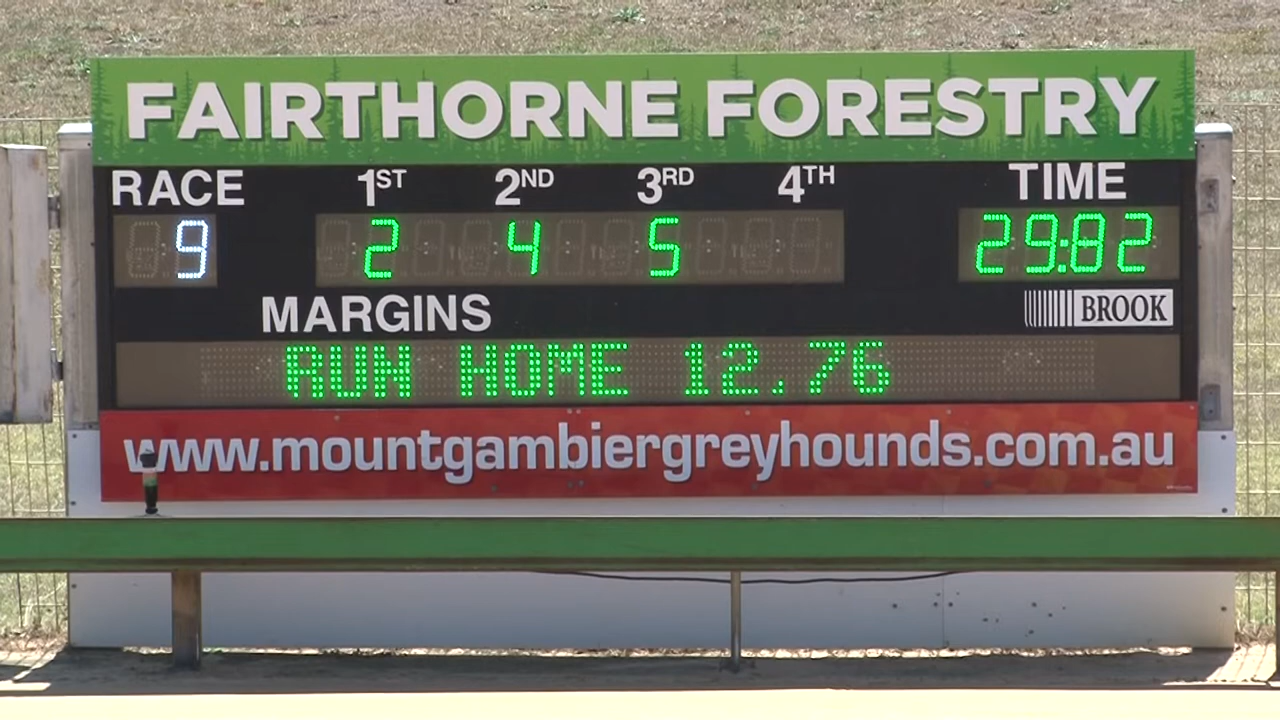 FAIRTHORNE FORESTRY
RACE 1ST 2ND 3RD 4TH TIME
9 2 4 5 29:82
MARGINS
BROOK
RUN HOME 12.76
www.mountgambiergreyhounds.com.au